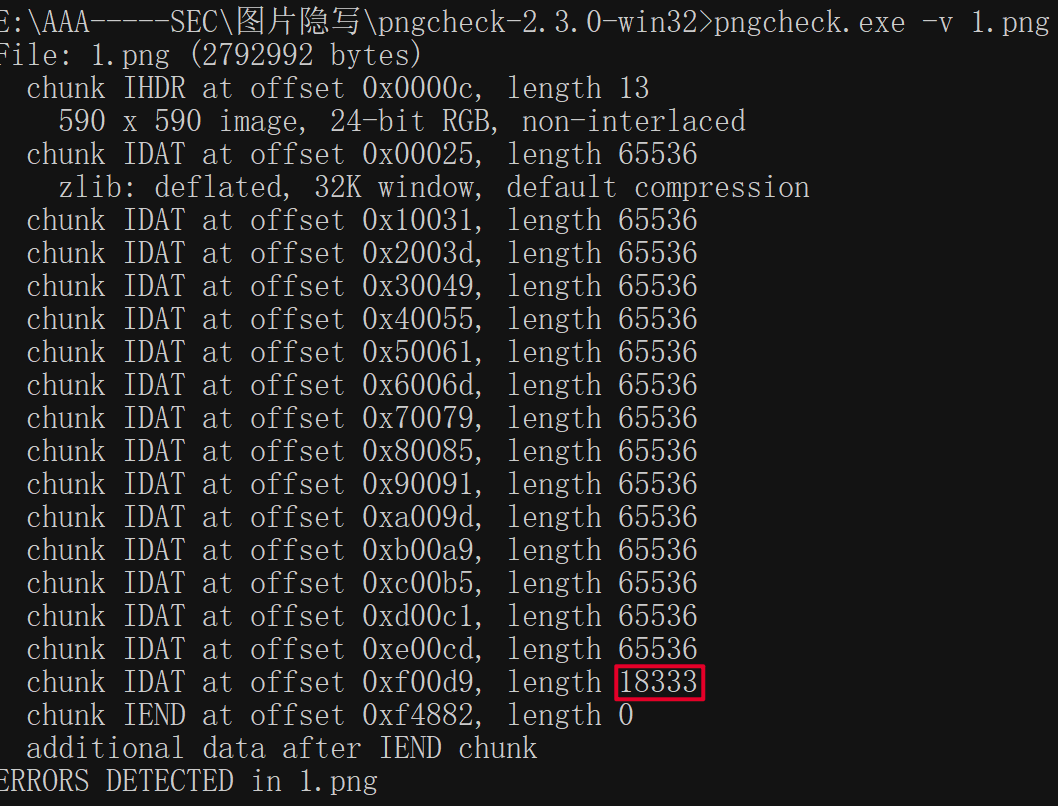 E:\AAA-----SEC\图片隐写\pngcheck-2.3.0-win32>pngcheck.exe -v 1.png
File: 1.png (2792992 bytes)
  chunk IHDR at offset 0x0000c, length 13
    590 x 590 image, 24-bit RGB, non-interlaced
  chunk IDAT at offset 0x00025, length 65536
    zlib: deflated, 32K window, default compression
  chunk IDAT at offset 0x10031, length 65536
  chunk IDAT at offset 0x2003d, length 65536
  chunk IDAT at offset 0x30049, length 65536
  chunk IDAT at offset 0x40055, length 65536
  chunk IDAT at offset 0x50061, length 65536
  chunk IDAT at offset 0x6006d, length 65536
  chunk IDAT at offset 0x70079, length 65536
  chunk IDAT at offset 0x80085, length 65536
  chunk IDAT at offset 0x90091, length 65536
  chunk IDAT at offset 0xa009d, length 65536
  chunk IDAT at offset 0xb00a9, length 65536
  chunk IDAT at offset 0xc00b5, length 65536
  chunk IDAT at offset 0xd00c1, length 65536
  chunk IDAT at offset 0xe00cd, length 65536
  chunk IDAT at offset 0xf00d9, length 18333
  chunk IEND at offset 0xf4882, length 0
  additional data after IEND chunk
ERRORS DETECTED in 1.png